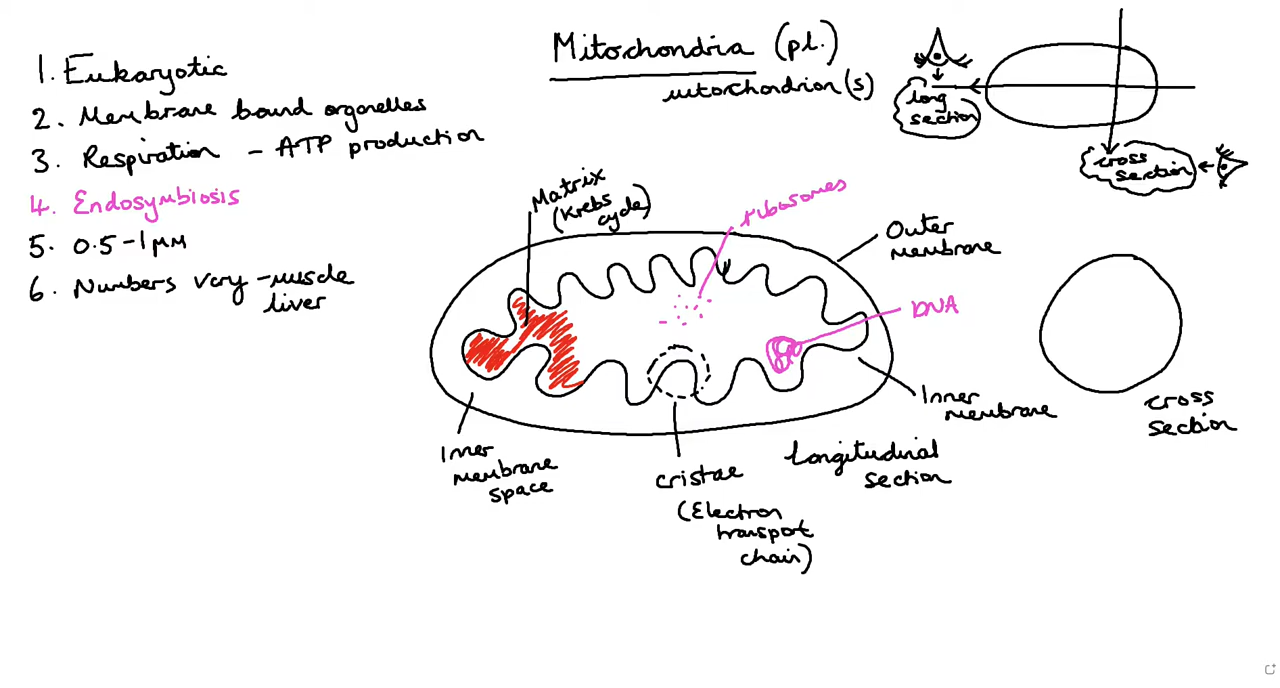 1. Eukaryotic
2. Membrane bound organelles
3. Respiration - ATP production
4. Endosymbiosis
5. 0.5-1μM
6. Numbers vary - muscle
liver
Mitochondria (pl.)
mitochondrion (s)
long
section
cross
section
Matrix
(Krebs
cycle)
ribosomes
Outer
membrane
DNA
Inner
membrane
Inner
membrane
space
cristae
(Electron
transport
chain)
Longitudinal
section
cross
section